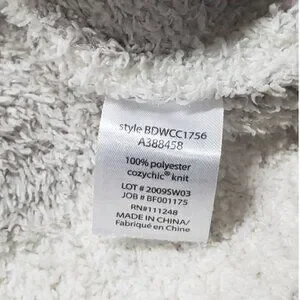 style BDWCC1756
A388458
100% polyester
cozychic® knit
LOT # 2009SW03
JOB # BF001175
RN#111248
MADE IN CHINA/
Fabriqué en Chine